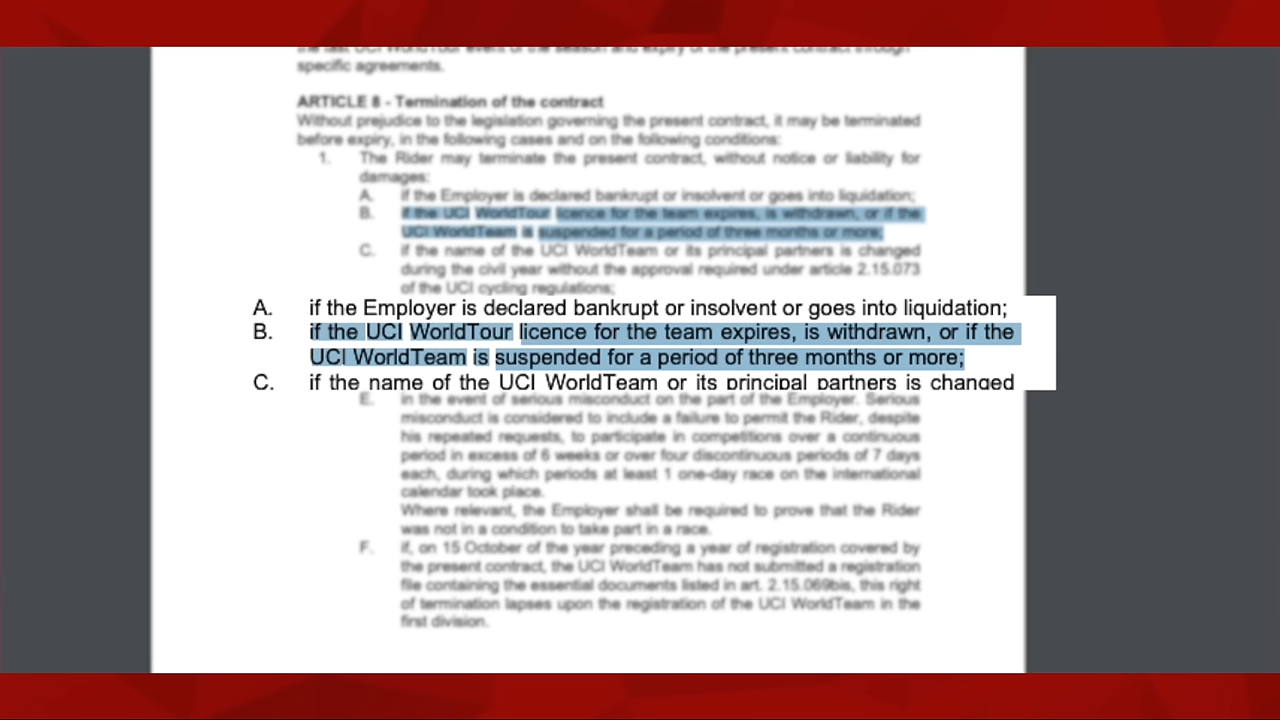 specific agreements.
ARTICLE 8 - Termination of the contract
Without prejudice to the legislation governing the present contract, it may be terminated
before expiry, in the following cases and on the following conditions:
1. The Rider may terminate the present contract, without notice or liability for
damages:
A. if the Employer is declared bankrupt or insolvent or goes into liquidation;
B. if the UCI WorldTour licence for the team expires, is withdrawn, or if the
UCI WorldTeam is suspended for a period of three months or more;
C. if the name of the UCI WorldTeam or its principal partners is changed
during the civil year without the approval required under article 2.15.073
of the UCI cycling regulations;
A. if the Employer is declared bankrupt or insolvent or goes into liquidation;
B. if the UCI WorldTour licence for the team expires, is withdrawn, or if the
UCI WorldTeam is suspended for a period of three months or more;
C. if the name of the UCI WorldTeam or its principal partners is changed
E. in the event of serious misconduct on the part of the Employer. Serious
misconduct is considered to include a failure to permit the Rider, despite
his repeated requests, to participate in competitions over a continuous
period in excess of 6 weeks or over four discontinuous periods of 7 days
each, during which periods at least 1 one-day race on the international
calendar took place.
Where relevant, the Employer shall be required to prove that the Rider
was not in a condition to take part in a race.
F. if, on 15 October of the year preceding a year of registration covered by
the present contract, the UCI WorldTeam has not submitted a registration
file containing the essential documents listed in art. 2.15.069bis, this right
of termination lapses upon the registration of the UCI WorldTeam in the
first division.